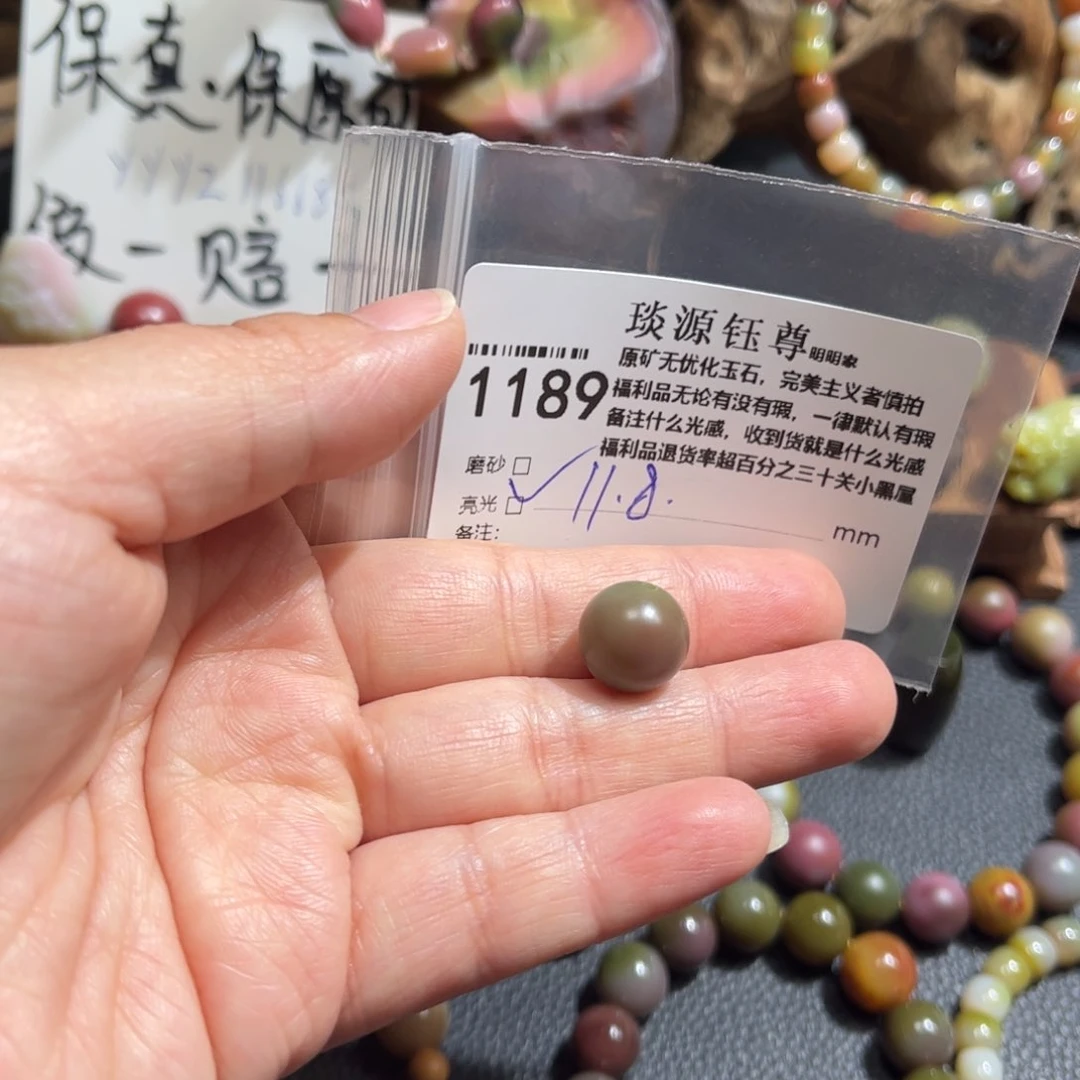 保真·保原矿
yyyz11668
假一赔一
琰源钰尊明明家
原矿无优化玉石，完美主义者慎拍
1189
福利品无论有没有瑕，一律默认有瑕
备注什么光感，收到货就是什么光感
福利品退货率超百分之三十关小黑屋
磨砂□
亮光☑ 11.8. mm
备注: